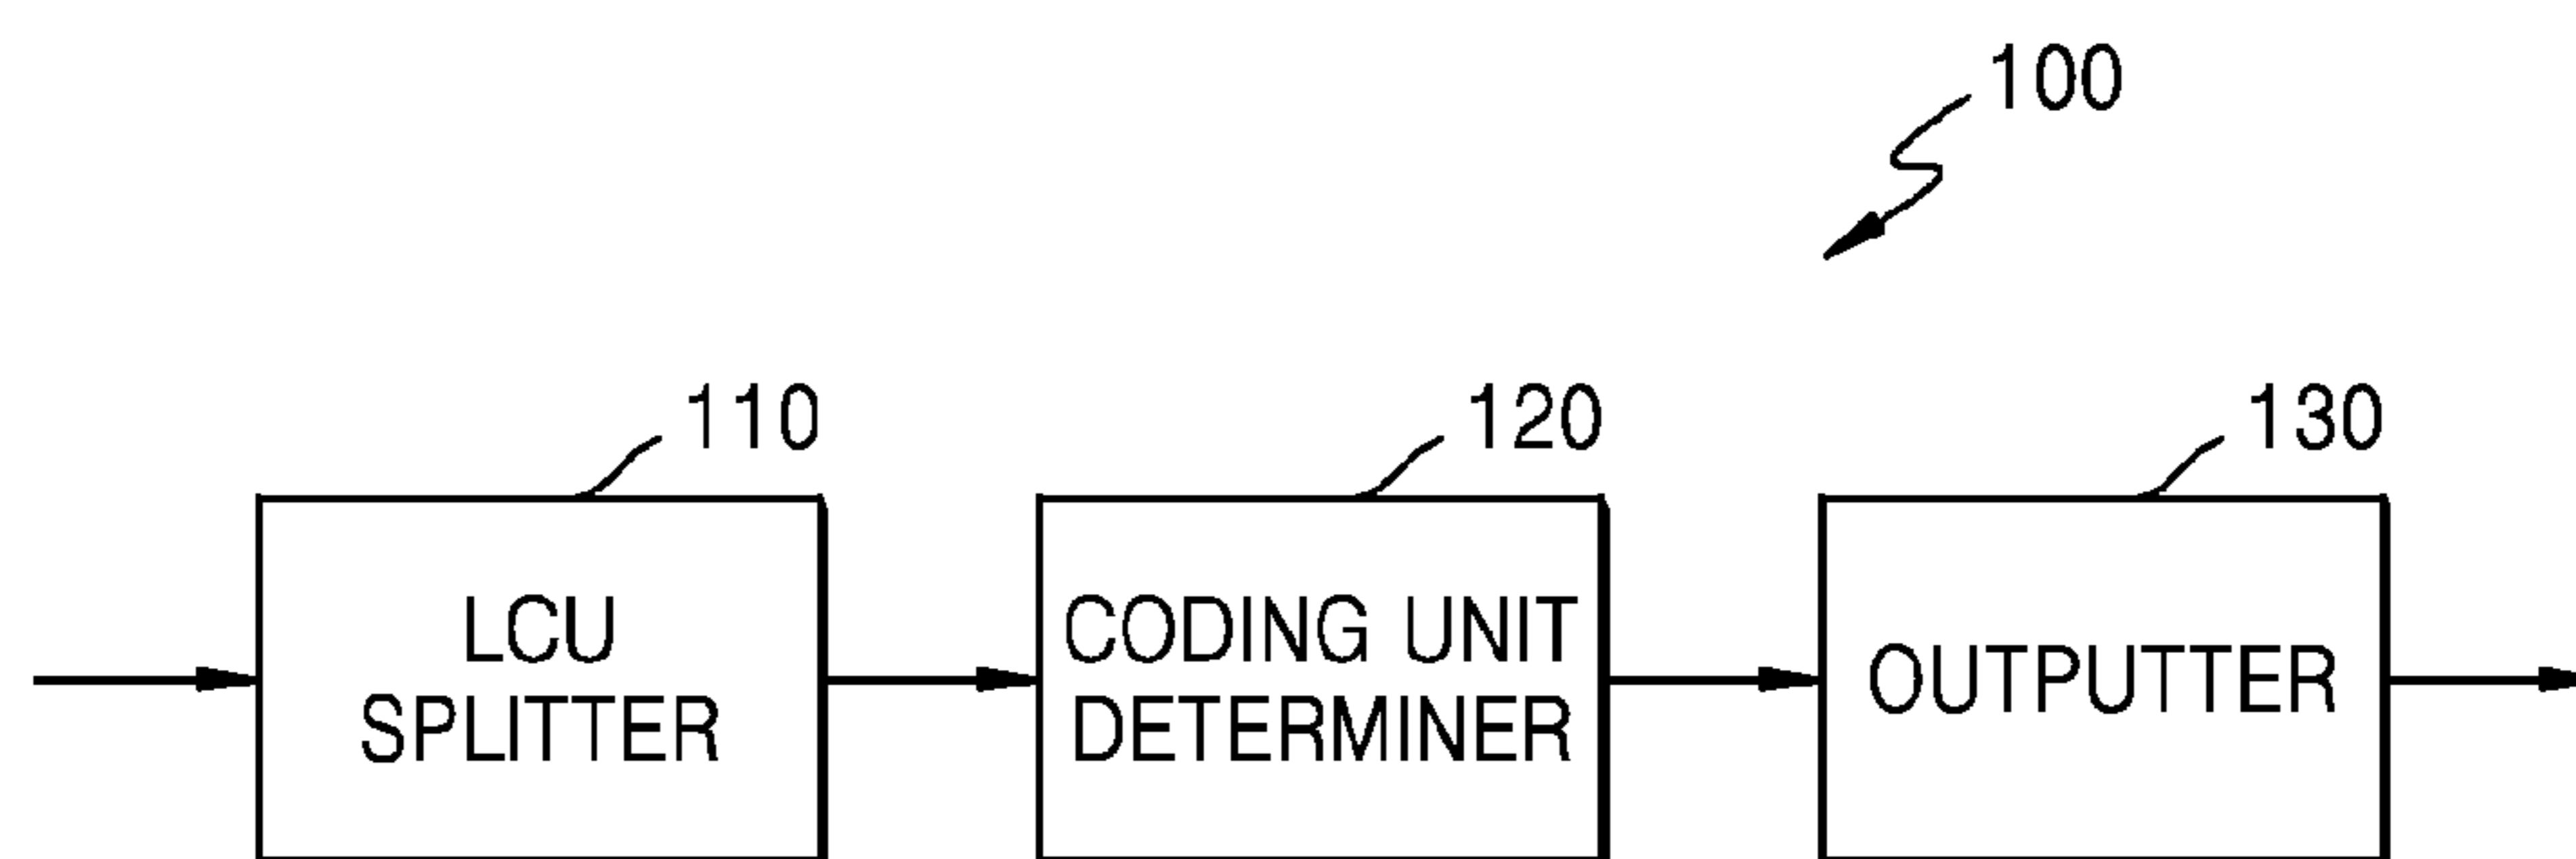 100
110
120
130
LCU
SPLITTER
CODING UNIT
DETERMINER
OUTPUTTER